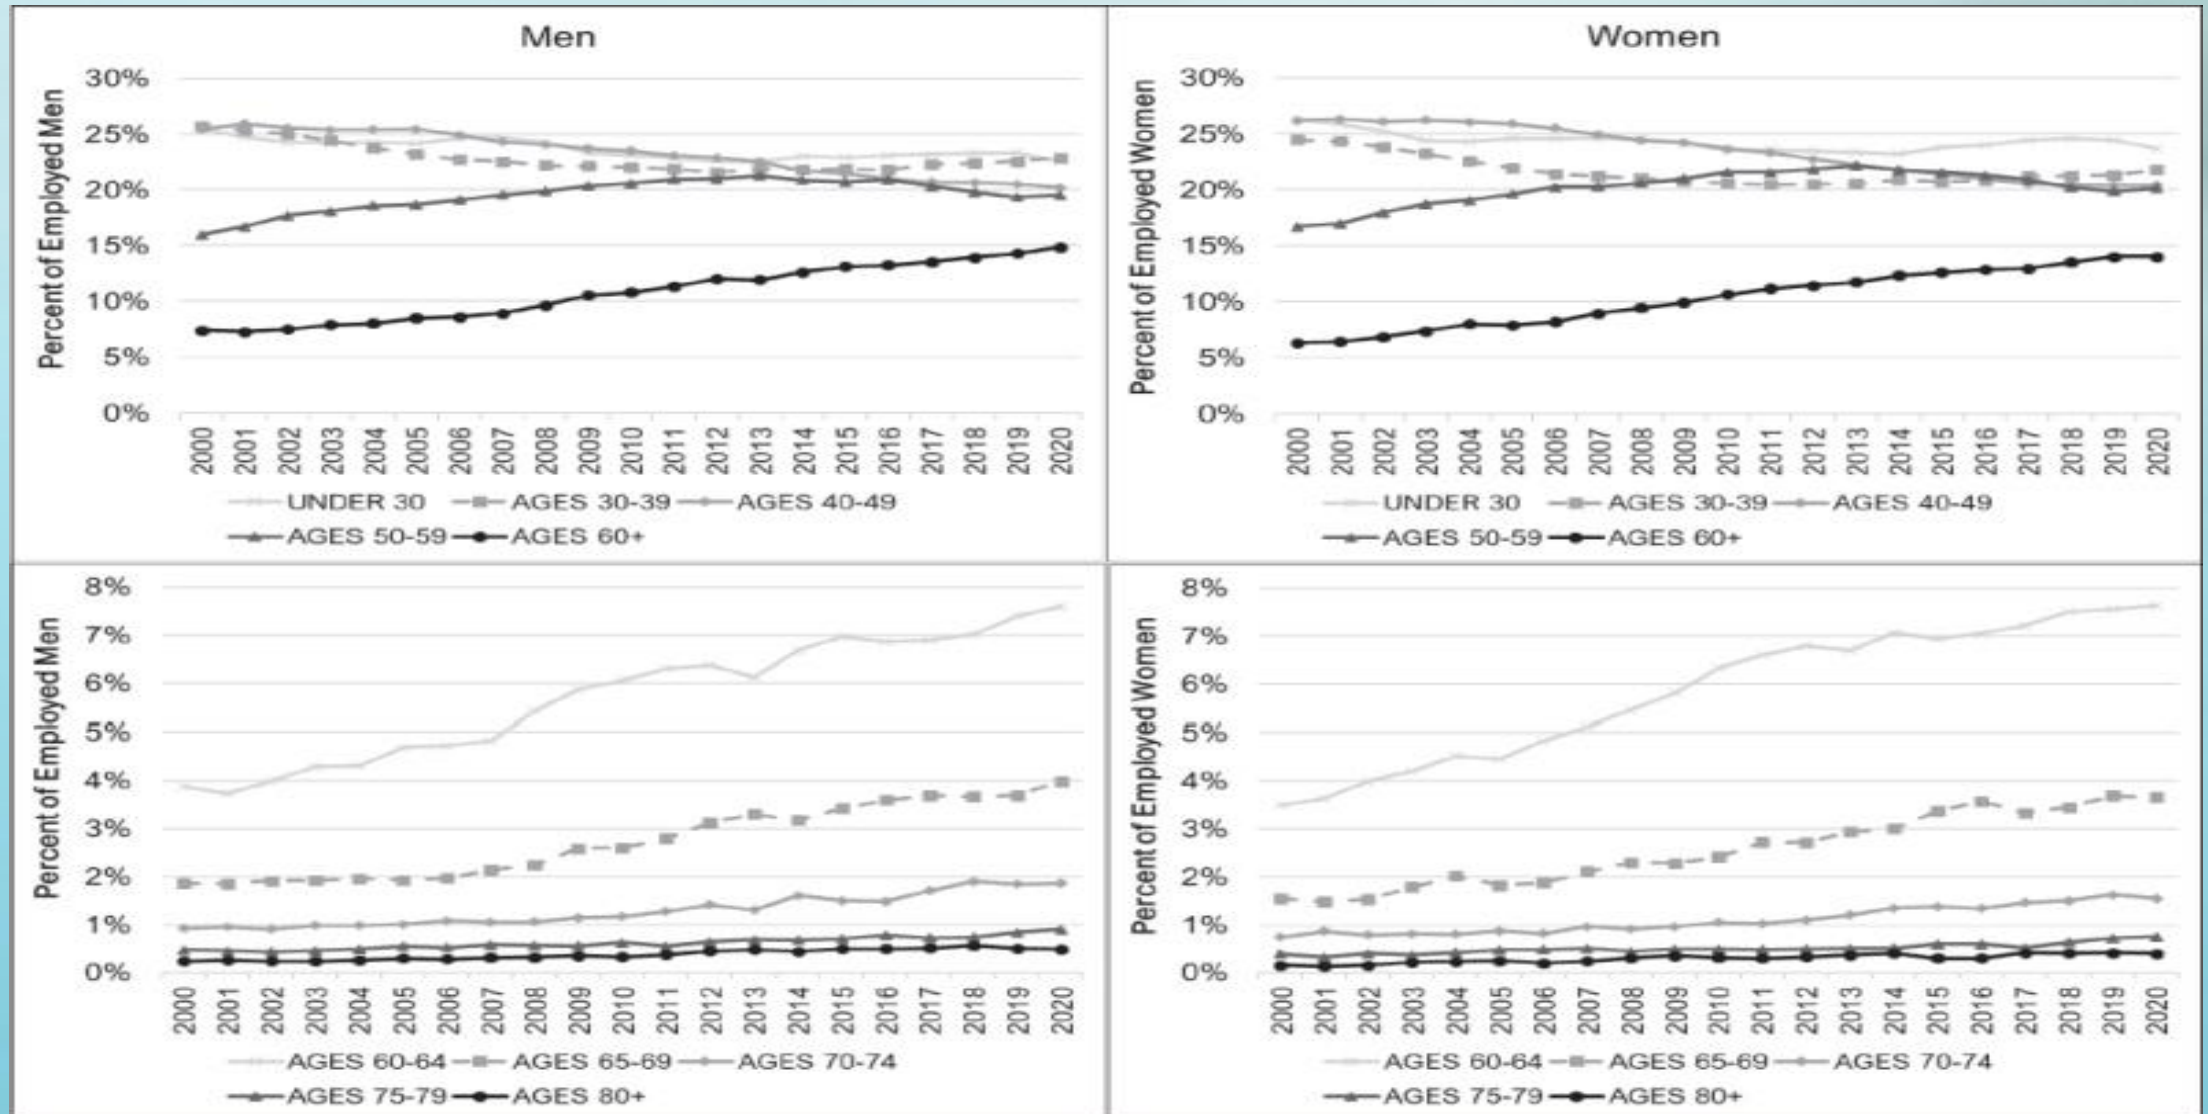 Men
Percent of Employed Men
30%
25%
20%
15%
10%
5%
0%
2000 2001 2002 2003 2004 2005 2006 2007 2008 2009 2010 2011 2012 2013 2014 2015 2016 2017 2018 2019 2020
UNDER 30 AGES 30-39 AGES 40-49
AGES 50-59 AGES 60+
Women
Percent of Employed Women
30%
25%
20%
15%
10%
5%
0%
2000 2001 2002 2003 2004 2005 2006 2007 2008 2009 2010 2011 2012 2013 2014 2015 2016 2017 2018 2019 2020
UNDER 30 AGES 30-39 AGES 40-49
AGES 50-59 AGES 60+
Percent of Employed Men
8%
7%
6%
5%
4%
3%
2%
1%
0%
2000 2001 2002 2003 2004 2005 2006 2007 2008 2009 2010 2011 2012 2013 2014 2015 2016 2017 2018 2019 2020
AGES 60-64 AGES 65-69 AGES 70-74
AGES 75-79 AGES 80+
Percent of Employed Women
8%
7%
6%
5%
4%
3%
2%
1%
0%
2000 2001 2002 2003 2004 2005 2006 2007 2008 2009 2010 2011 2012 2013 2014 2015 2016 2017 2018 2019 2020
AGES 60-64 AGES 65-69 AGES 70-74
AGES 75-79 AGES 80+